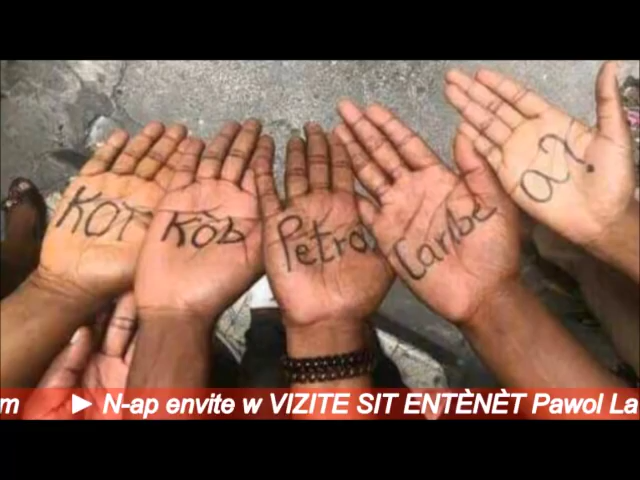 KOT Kòb Petro Caribe a?
m ► N-ap envite w VIZITE SIT ENTÈNÈT Pawol La